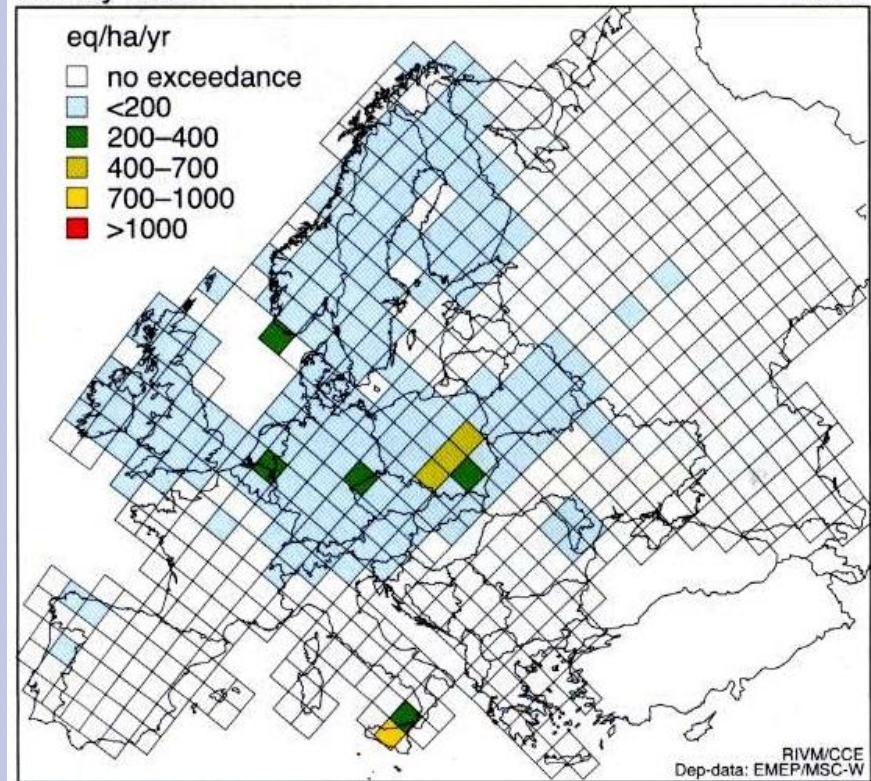 eq/ha/yr
no exceedance
<200
200–400
400–700
700–1000
>1000
RIVM/CCE
Dep-data: EMEP/MSC-W